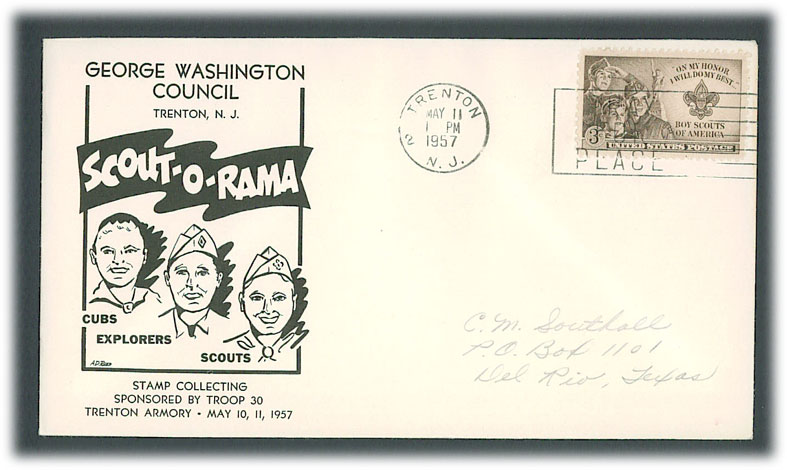 GEORGE WASHINGTON
COUNCIL
TRENTON, N. J.
SCOUT-O-RAMA
CUBS
EXPLORERS
SCOUTS
STAMP COLLECTING
SPONSORED BY TROOP 30
TRENTON ARMORY • MAY 10, 11, 1957
TRENTON
2
MAY 11
1 PM
1957
N. J.
"ON MY HONOR
I WILL DO MY BEST"
BOY SCOUTS
OF AMERICA
3¢
UNITED STATES POSTAGE
PEACE
C. M. Southall
P.O. Box 1101
Del Rio, Texas